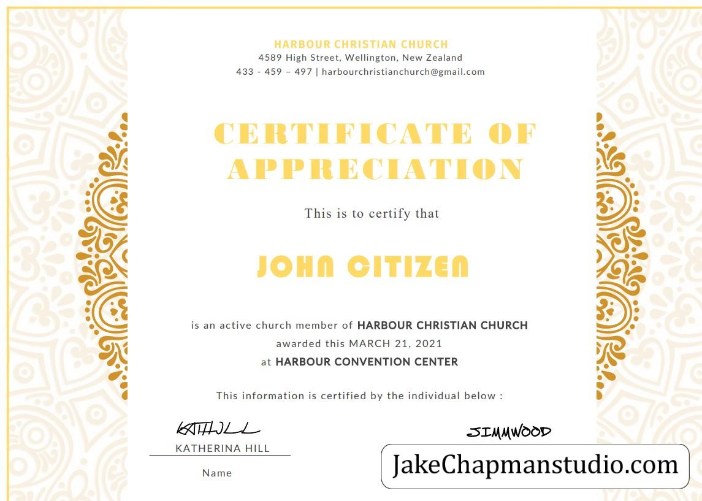 HARBOUR CHRISTIAN CHURCH
4589 High Street, Wellington, New Zealand
433 - 459 – 497 | harbourchristianchurch@gmail.com
CERTIFICATE OF
APPRECIATION
This is to certify that
JOHN CITIZEN
is an active church member of HARBOUR CHRISTIAN CHURCH
awarded this MARCH 21, 2021
at HARBOUR CONVENTION CENTER
This information is certified by the individual below :
KATHILL SIMMWOOD
KATHERINA HILL
Name
JakeChapmanstudio.com